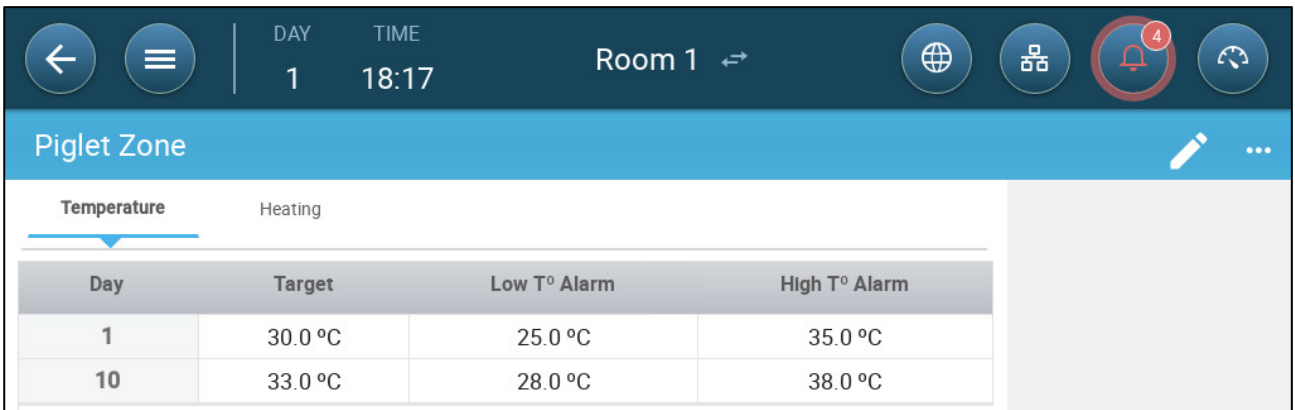 DAY TIME
1 18:17
Room 1
4
Piglet Zone
Temperature Heating
Day Target Low Tº Alarm High Tº Alarm
1 30.0 ºC 25.0 ºC 35.0 ºC
10 33.0 ºC 28.0 ºC 38.0 ºC